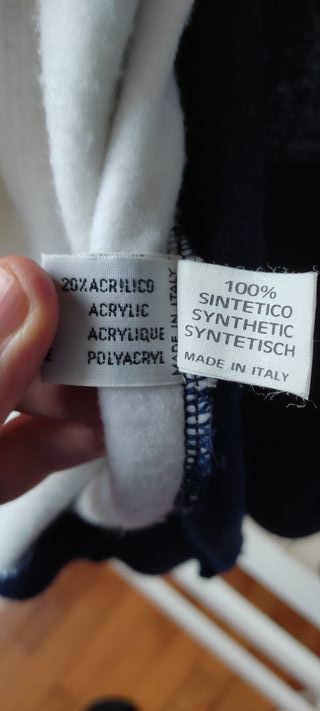 20% ACRILICO
ACRYLIC
ACRYLIQUE
POLYACRYL
MADE IN ITALY
100%
SINTETICO
SYNTHETIC
SYNTETISCH
MADE IN ITALY